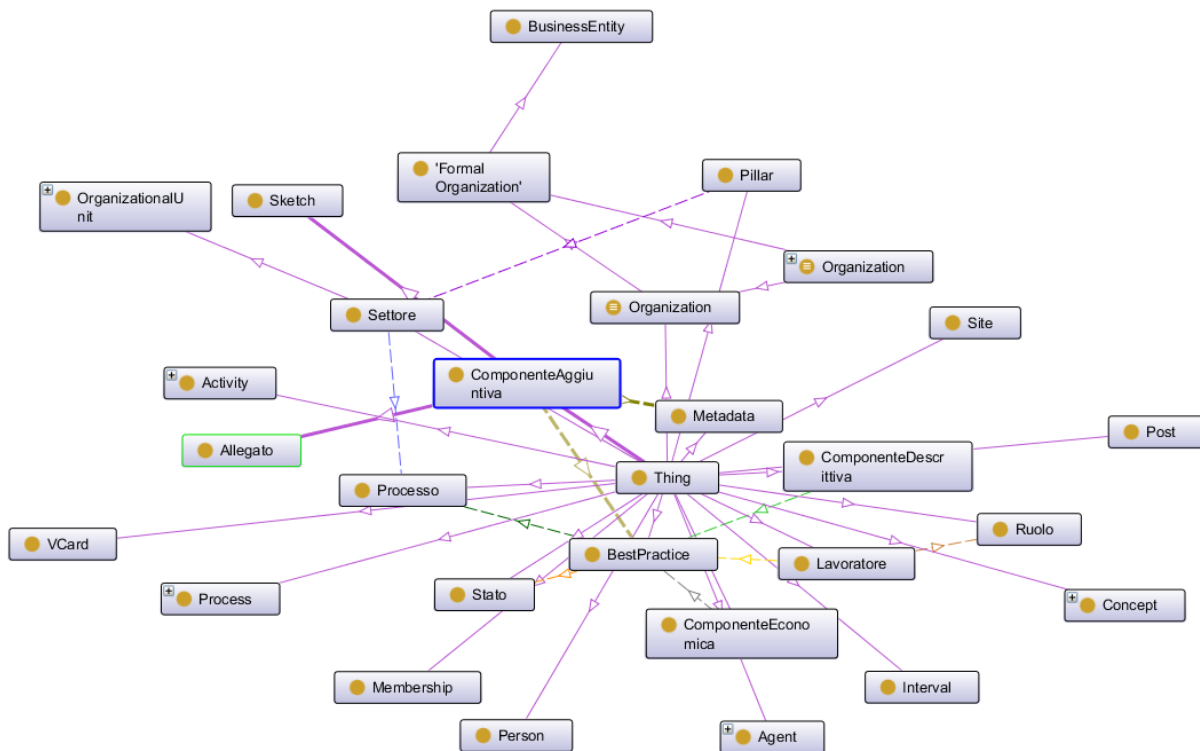 BusinessEntity
'Formal
Organization'
Pillar
OrganizationalU
nit
Sketch
Organization
Organization
Settore
Site
ComponenteAggiu
ntiva
Activity
Metadata
Post
Allegato
ComponenteDescr
ittiva
Thing
Processo
Ruolo
VCard
BestPractice
Lavoratore
Process
Stato
Concept
ComponenteEcono
mica
Membership
Interval
Person
Agent